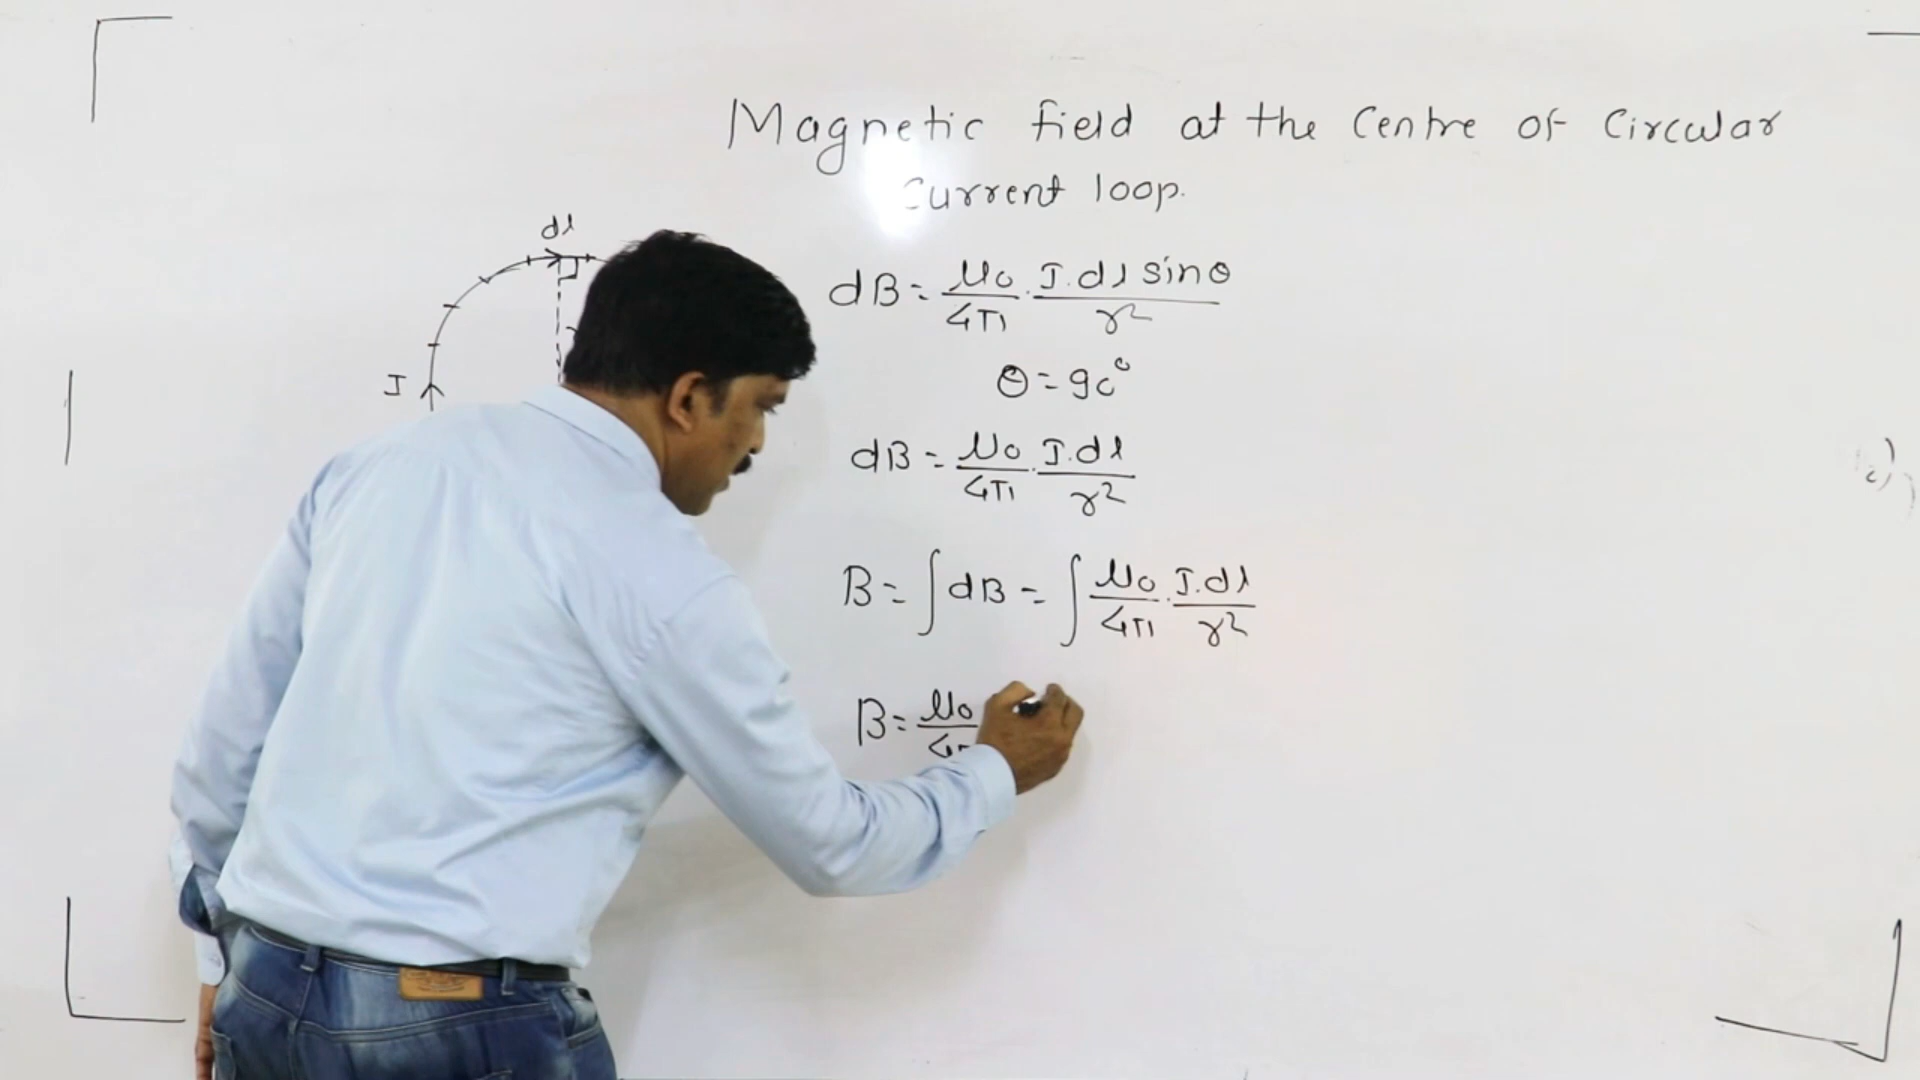 Magnetic field at the Centre of Circular
Current loop.
dl
I
dB = μ₀/4π · I.dl sinθ/r²
θ = 90°
dB = μ₀/4π · I.dl/r²
B = ∫dB = ∫μ₀/4π · I.dl/r²
B = μ₀/4π